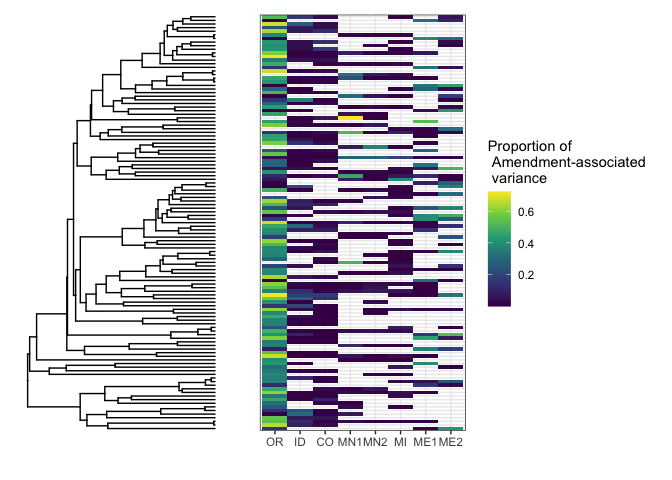 Proportion of
Amendment-associated
variance
0.6
0.4
0.2
OR ID CO MN1 MN2 MI ME1 ME2